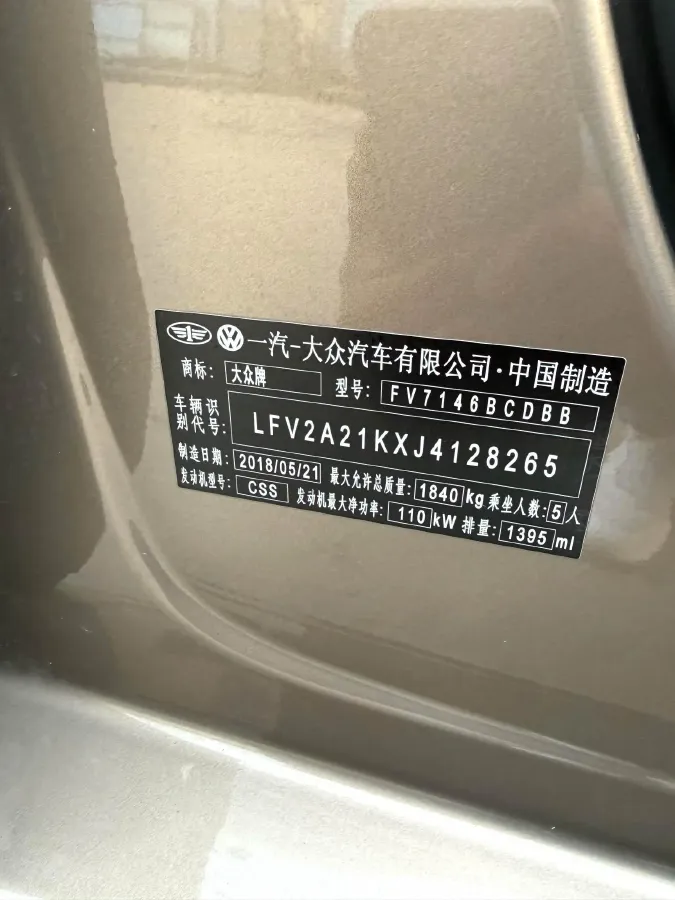 一汽-大众汽车有限公司·中国制造
商标: 大众牌 型号: FV7146BCDBB
车辆识别代号: LFV2A21KXJ4128265
制造日期: 2018/05/21 最大允许总质量: 1840 kg 乘坐人数: 5 人
发动机型号: CSS 发动机最大净功率: 110 kW 排量: 1395 ml